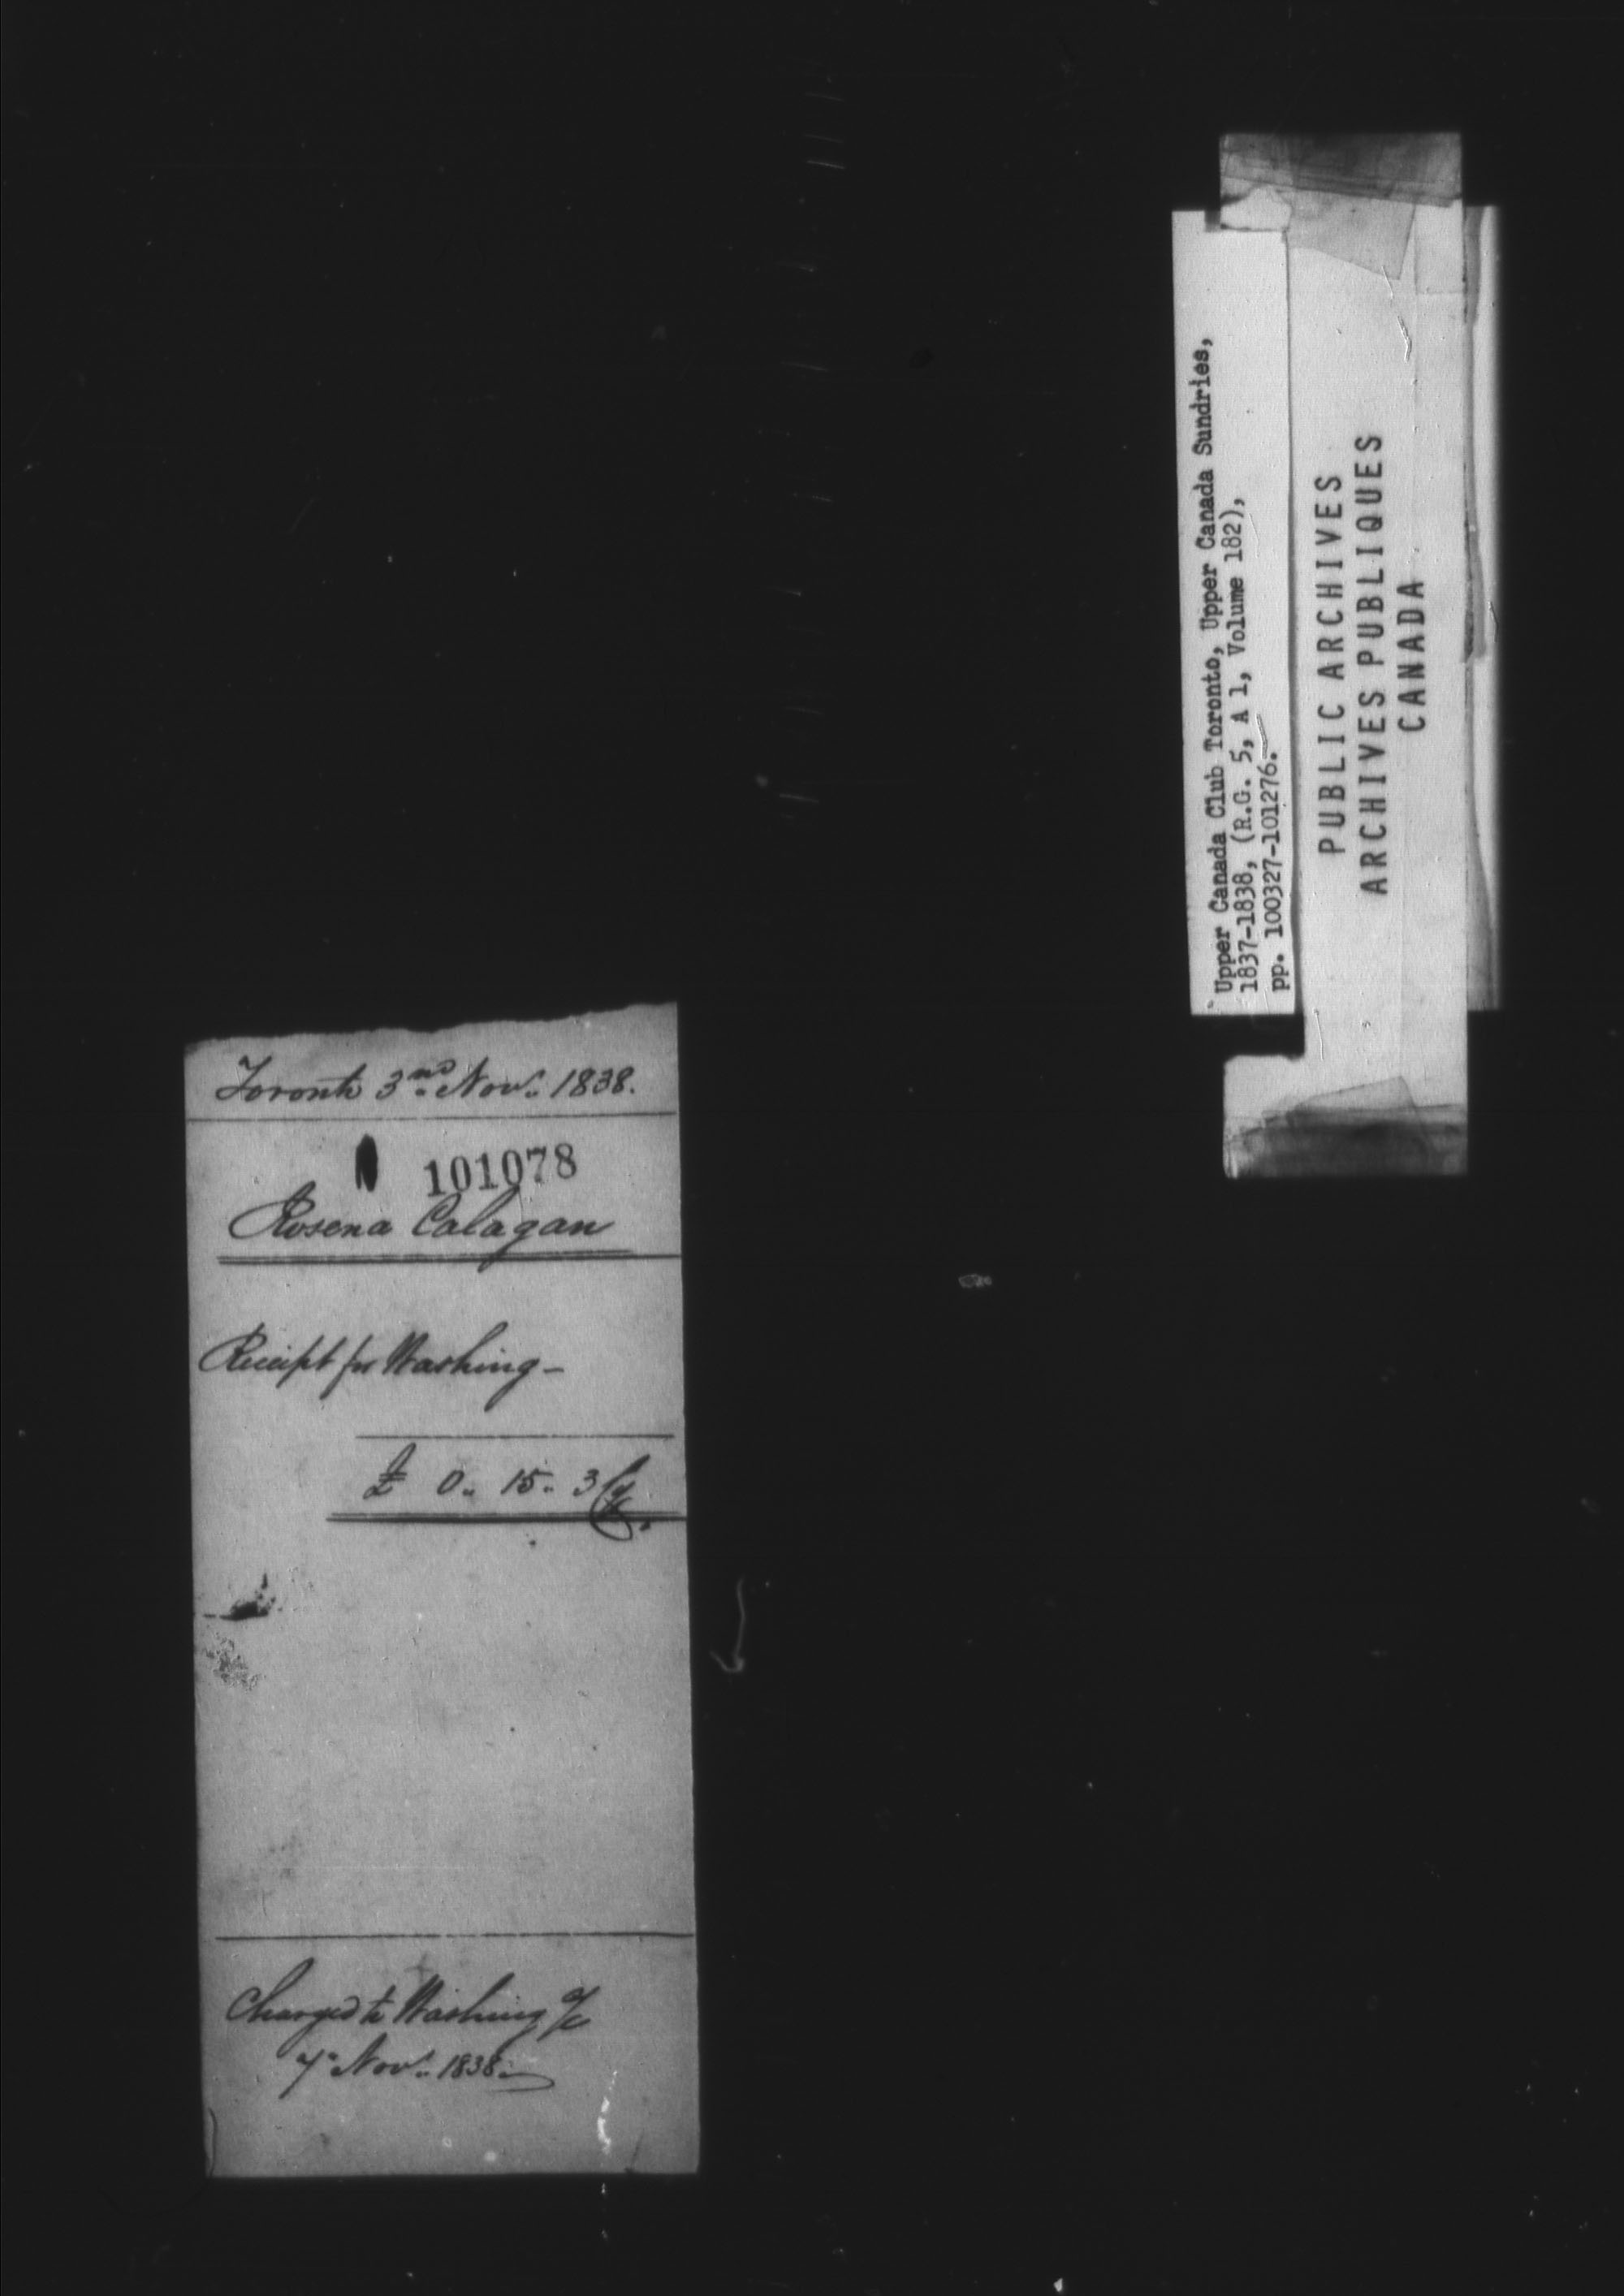 Toronto 3nd Nov. 1838.
101078
Rosena Calagan
Receipt for Washing -
£ 0.. 15.. 3 Cy.
Charged to Washing a/c
7" Nov.. 1838.
Upper Canada Club Toronto, Upper Canada Sundries,
1837-1838, (R.G. 5, A 1, Volume 182),
pp. 100327-101276.
PUBLIC ARCHIVES
ARCHIVES PUBLIQUES
CANADA